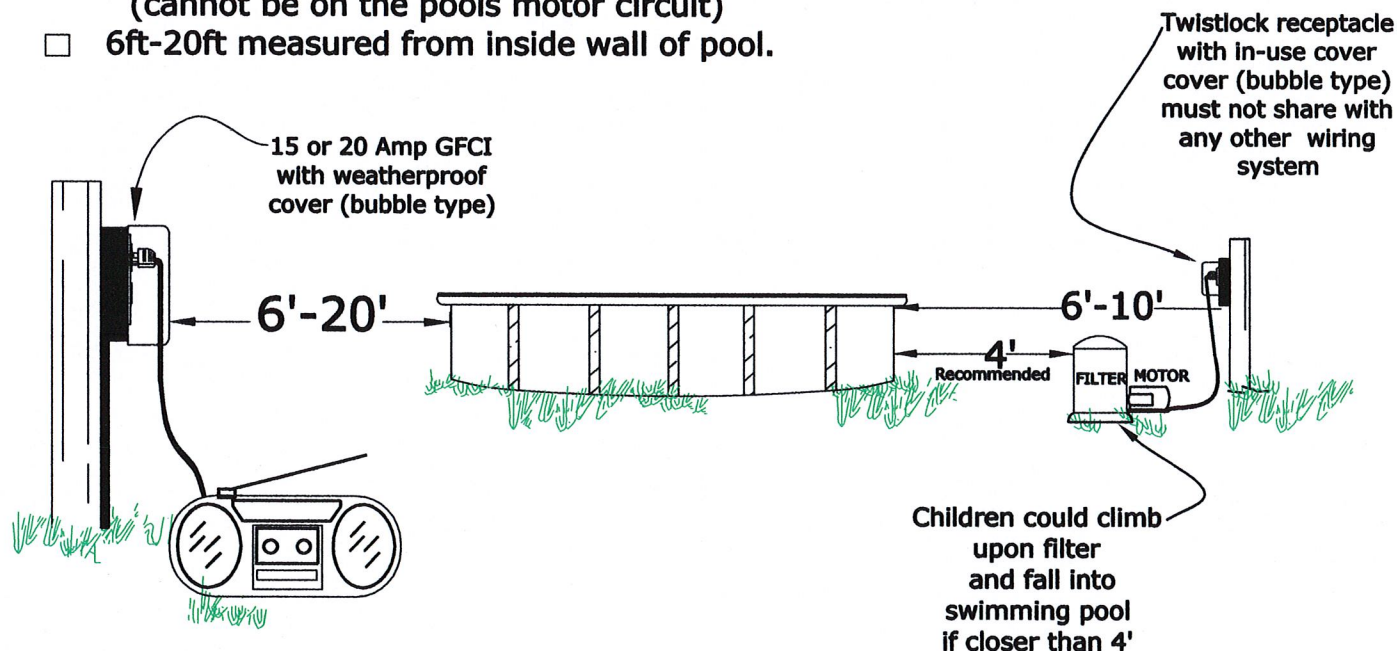 (cannot be on the pools motor circuit)
□ 6ft-20ft measured from inside wall of pool.
Twistlock receptacle
with in-use cover
cover (bubble type)
must not share with
any other wiring
system
15 or 20 Amp GFCI
with weatherproof
cover (bubble type)
6'-20'
6'-10'
4'
Recommended
FILTER
MOTOR
Children could climb
upon filter
and fall into
swimming pool
if closer than 4'